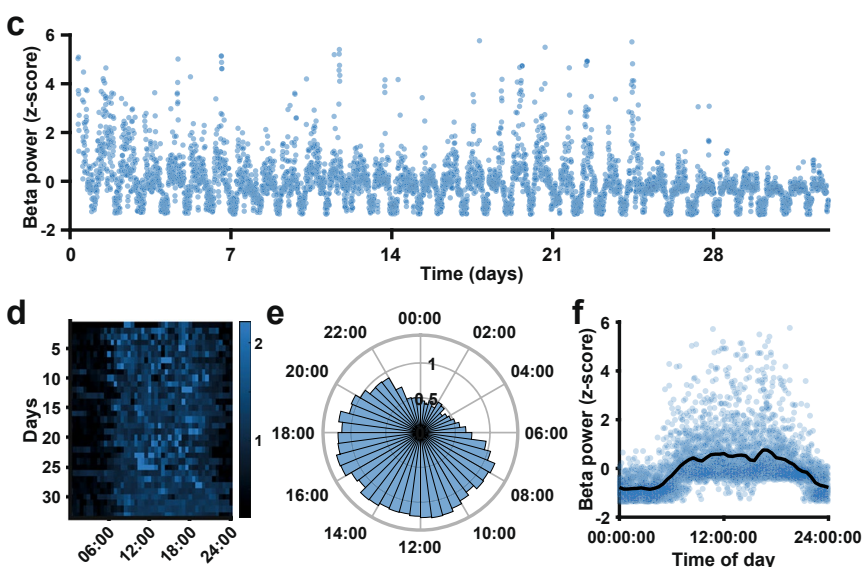 c
Beta power (z-score)
6
4
2
0
-2
0 7 14 21 28
Time (days)
d
Days
5
10
15
20
25
30
06:00 12:00 18:00 24:00
2
1
e
00:00
02:00
04:00
06:00
08:00
10:00
12:00
14:00
16:00
18:00
20:00
22:00
1
0.5
f
Beta power (z-score)
6
4
2
0
-2
00:00:00 12:00:00 24:00:00
Time of day